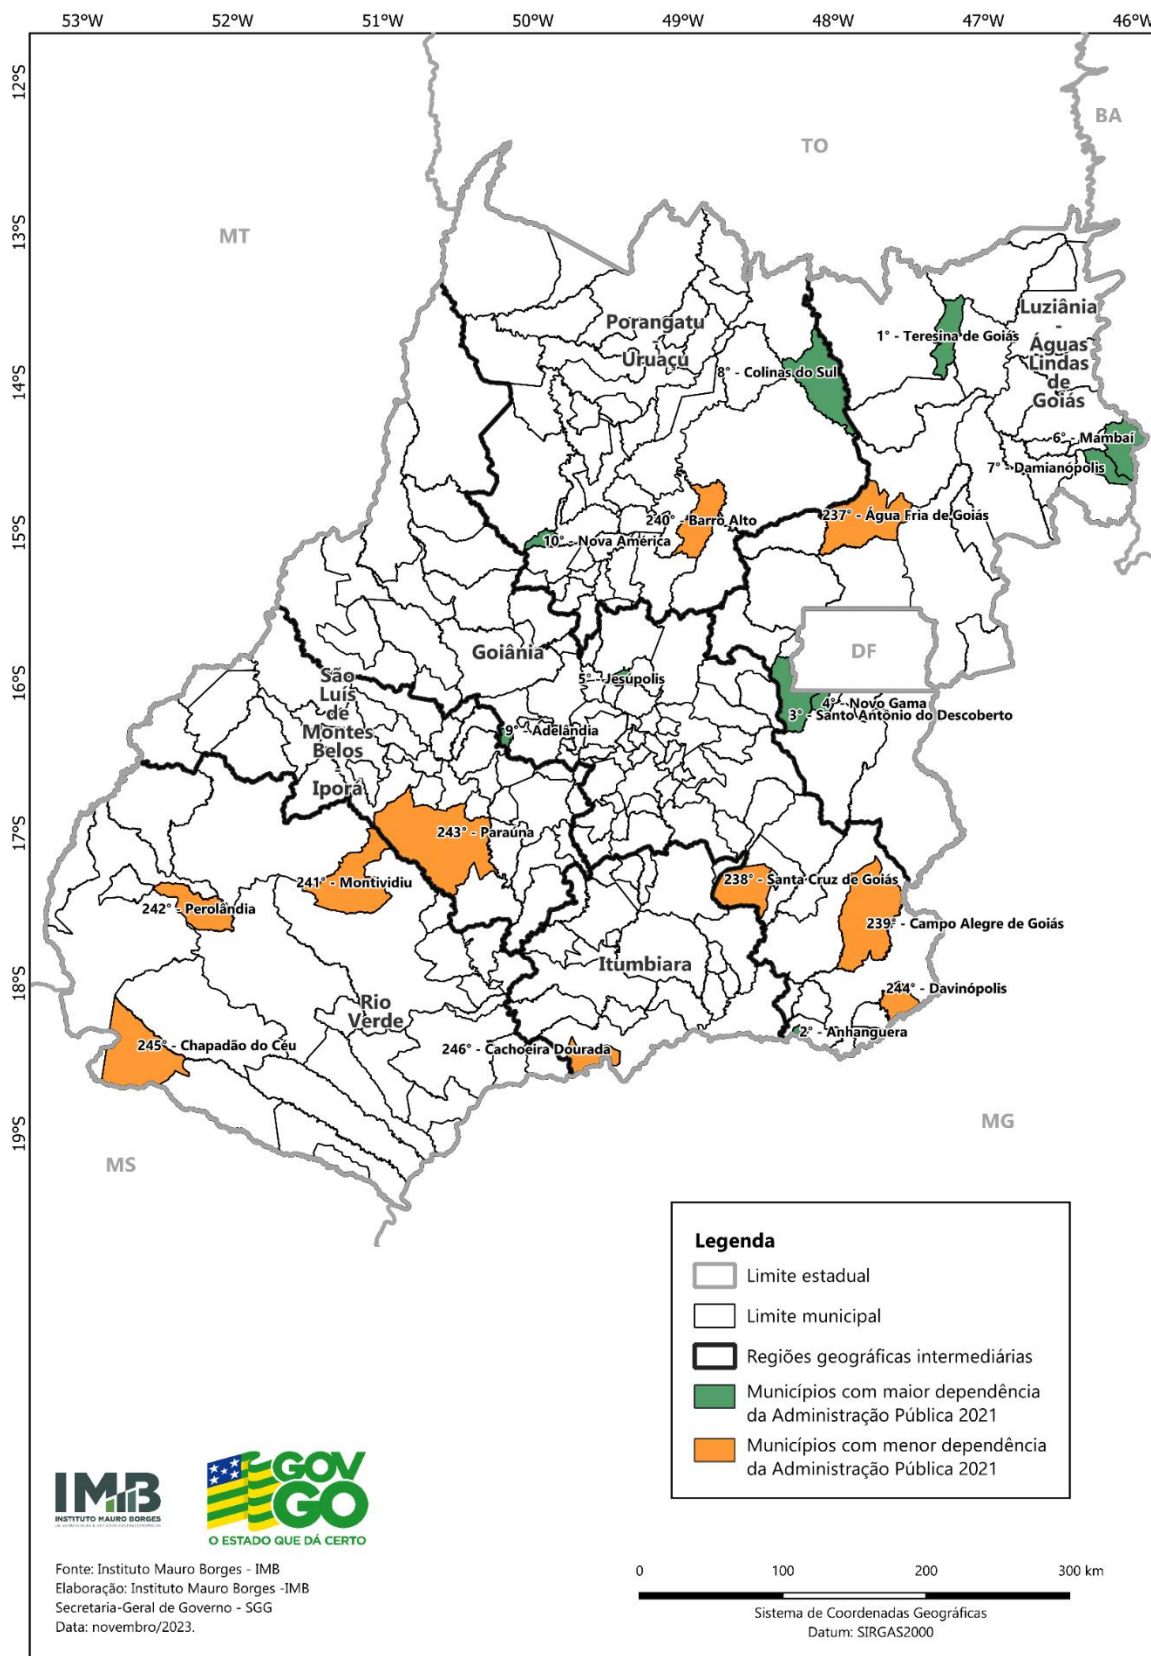 53°W 52°W 51°W 50°W 49°W 48°W 47°W 46°W
12°S
13°S
14°S
15°S
16°S
17°S
18°S
19°S
BA
TO
MT
Porangatu
-
Uruaçú
Luziânia
-
Águas
Lindas
de
Goiás
1° - Teresina de Goiás
8° - Colinas do Sul
6° - Mambaí
7° - Damianópolis
240° - Barro Alto
237° - Água Fria de Goiás
10° - Nova América
Goiânia
DF
São
Luís
de
Montes
Belos
-
Iporá
5° - Jesúpolis
4° - Novo Gama
3° - Santo Antônio do Descoberto
9° - Adelândia
243° - Paraúna
241° - Montividiu
238° - Santa Cruz de Goiás
242° - Perolândia
239° - Campo Alegre de Goiás
Itumbiara
244° - Davinópolis
Rio
Verde
2° - Anhanguera
245° - Chapadão do Céu
246° - Cachoeira Dourada
MG
MS
Legenda
Limite estadual
Limite municipal
Regiões geográficas intermediárias
Municípios com maior dependência
da Administração Pública 2021
Municípios com menor dependência
da Administração Pública 2021
IMB
INSTITUTO MAURO BORGES
GOV
GO
O ESTADO QUE DÁ CERTO
Fonte: Instituto Mauro Borges - IMB
Elaboração: Instituto Mauro Borges -IMB
Secretaria-Geral de Governo - SGG
Data: novembro/2023.
0 100 200 300 km
Sistema de Coordenadas Geográficas
Datum: SIRGAS2000